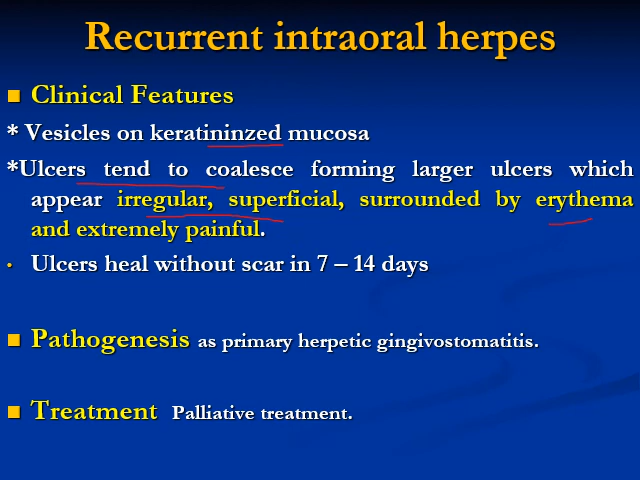 Recurrent intraoral herpes
Clinical Features
* Vesicles on keratininzed mucosa
*Ulcers tend to coalesce forming larger ulcers which
appear irregular, superficial, surrounded by erythema
and extremely painful.
• Ulcers heal without scar in 7 – 14 days
Pathogenesis as primary herpetic gingivostomatitis.
Treatment Palliative treatment.